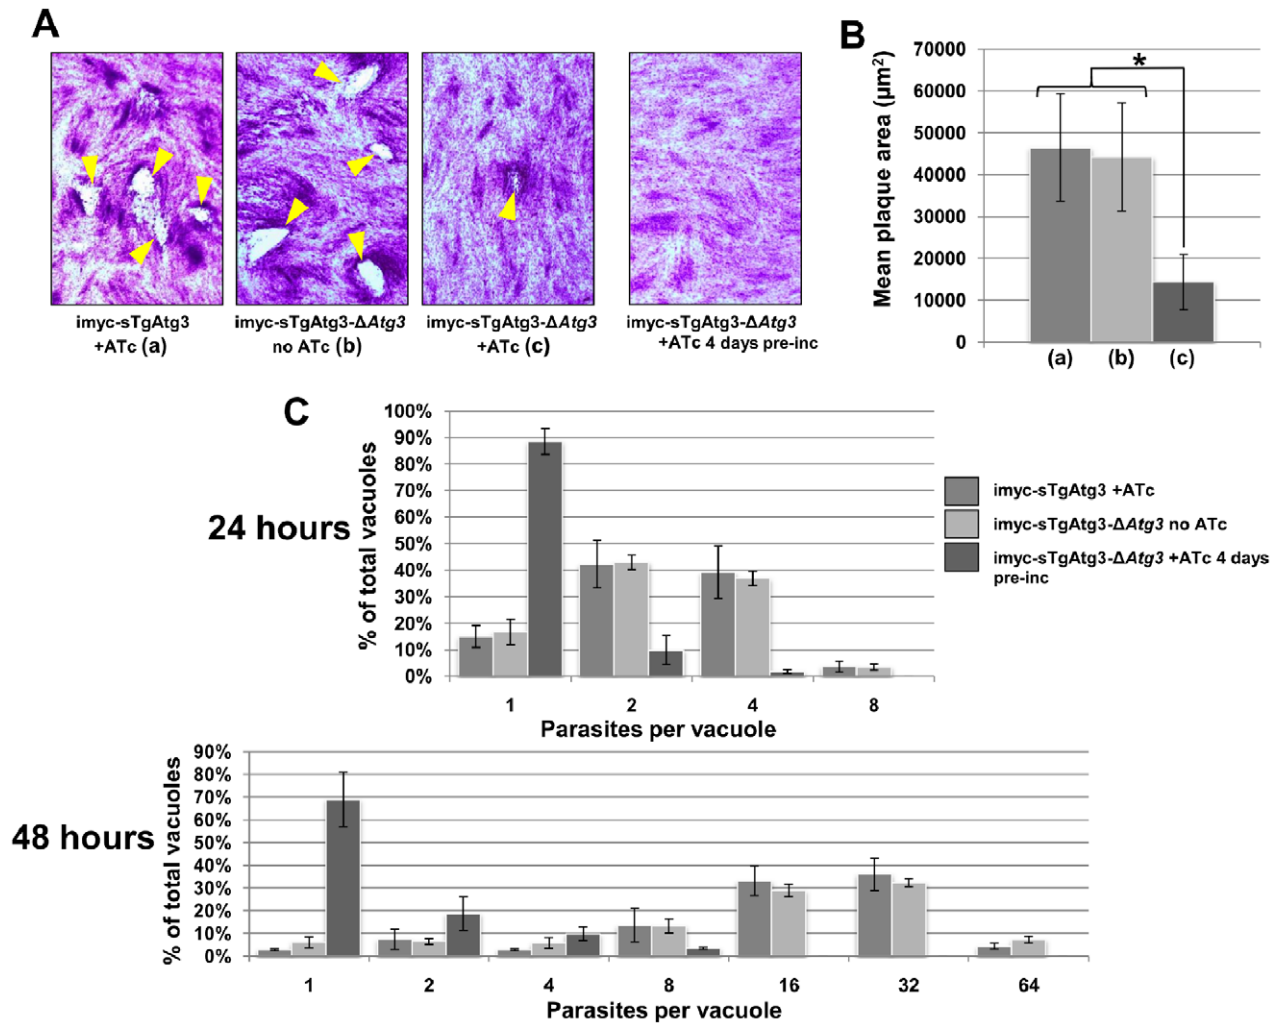 A
imyc-sTgAtg3
+ATc (a)
imyc-sTgAtg3-ΔAtg3
no ATc (b)
imyc-sTgAtg3-ΔAtg3
+ATc (c)
imyc-sTgAtg3-ΔAtg3
+ATc 4 days pre-inc
B
Mean plaque area (µm²)
70000
60000
50000
40000
30000
20000
10000
0
*
(a) (b) (c)
C
24 hours
% of total vacuoles
100%
90%
80%
70%
60%
50%
40%
30%
20%
10%
0%
1 2 4 8
Parasites per vacuole
imyc-sTgAtg3 +ATc
imyc-sTgAtg3-ΔAtg3 no ATc
imyc-sTgAtg3-ΔAtg3 +ATc 4 days
pre-inc
48 hours
% of total vacuoles
90%
80%
70%
60%
50%
40%
30%
20%
10%
0%
1 2 4 8 16 32 64
Parasites per vacuole